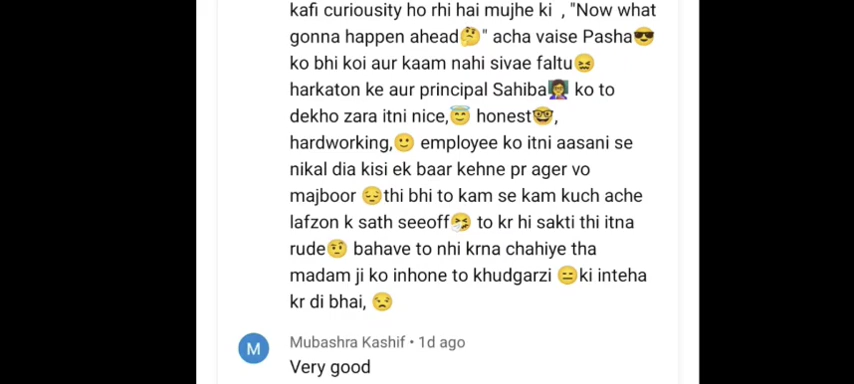 kafi curiousity ho rhi hai mujhe ki , "Now what
gonna happen ahead🤔" acha vaise Pasha😎
ko bhi koi aur kaam nahi sivae faltu😖
harkaton ke aur principal Sahiba👩‍🏫 ko to
dekho zara itni nice,😇 honest🤓,
hardworking,🙂 employee ko itni aasani se
nikal dia kisi ek baar kehne pr ager vo
majboor 😔thi bhi to kam se kam kuch ache
lafzon k sath seeoff🤧 to kr hi sakti thi itna
rude🤨 bahave to nhi krna chahiye tha
madam ji ko inhone to khudgarzi 😑ki inteha
kr di bhai, 😒
M
Mubashra Kashif • 1d ago
Very good